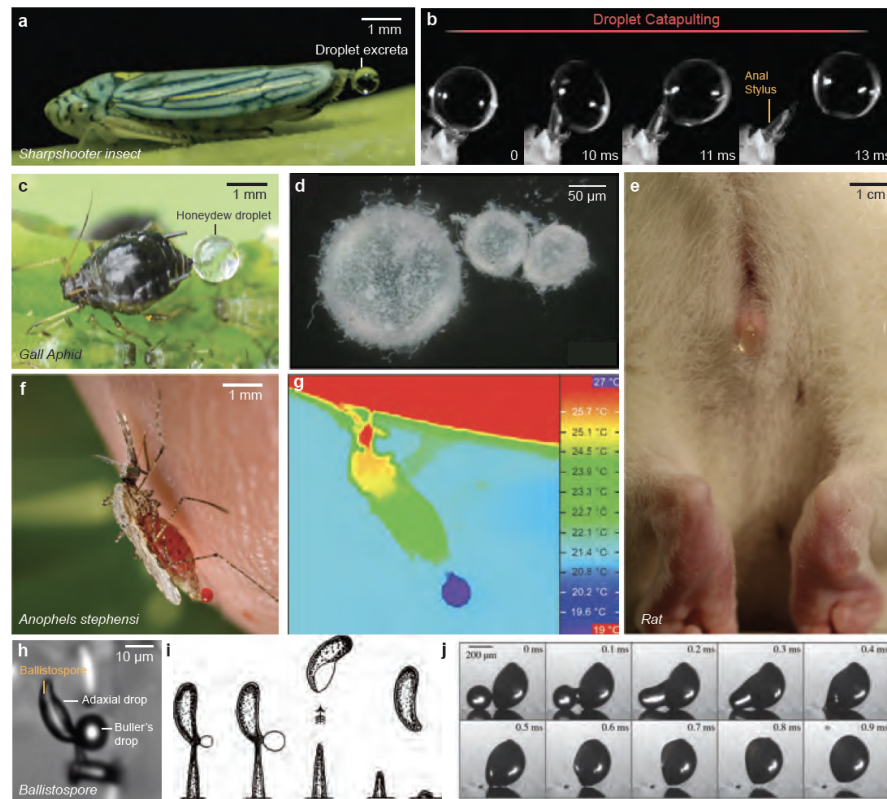 a
1 mm
Droplet excreta
Sharpshooter insect
b
Droplet Catapulting
Anal
Stylus
0
10 ms
11 ms
13 ms
c
1 mm
Honeydew droplet
Gall Aphid
d
50 µm
e
1 cm
Rat
f
1 mm
Anophels stephensi
g
27 °C
25.7 °C
25.1 °C
24.5 °C
23.9 °C
23.3 °C
22.7 °C
22.1 °C
21.4 °C
20.8 °C
20.2 °C
19.6 °C
19 °C
h
10 µm
Ballistospore
Adaxial drop
Buller's
drop
Ballistospore
i
j
200 µm
0 ms
0.1 ms
0.2 ms
0.3 ms
0.4 ms
0.5 ms
0.6 ms
0.7 ms
0.8 ms
0.9 ms